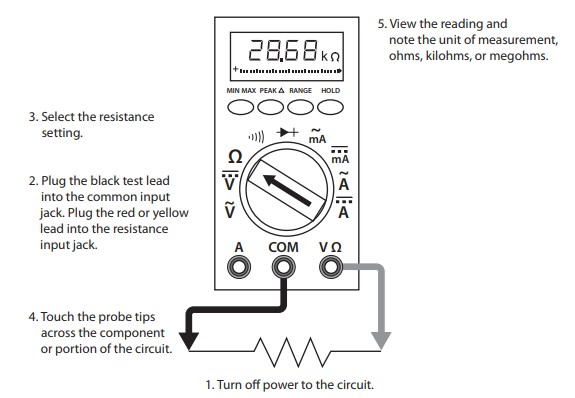 5. View the reading and
note the unit of measurement,
ohms, kilohms, or megohms.
28.68 kΩ
+
MIN MAX PEAK Δ RANGE HOLD
3. Select the resistance
setting.
mA
mA
Ω
V
A
V
A
2. Plug the black test lead
into the common input
jack. Plug the red or yellow
lead into the resistance
input jack.
A COM V Ω
4. Touch the probe tips
across the component
or portion of the circuit.
1. Turn off power to the circuit.